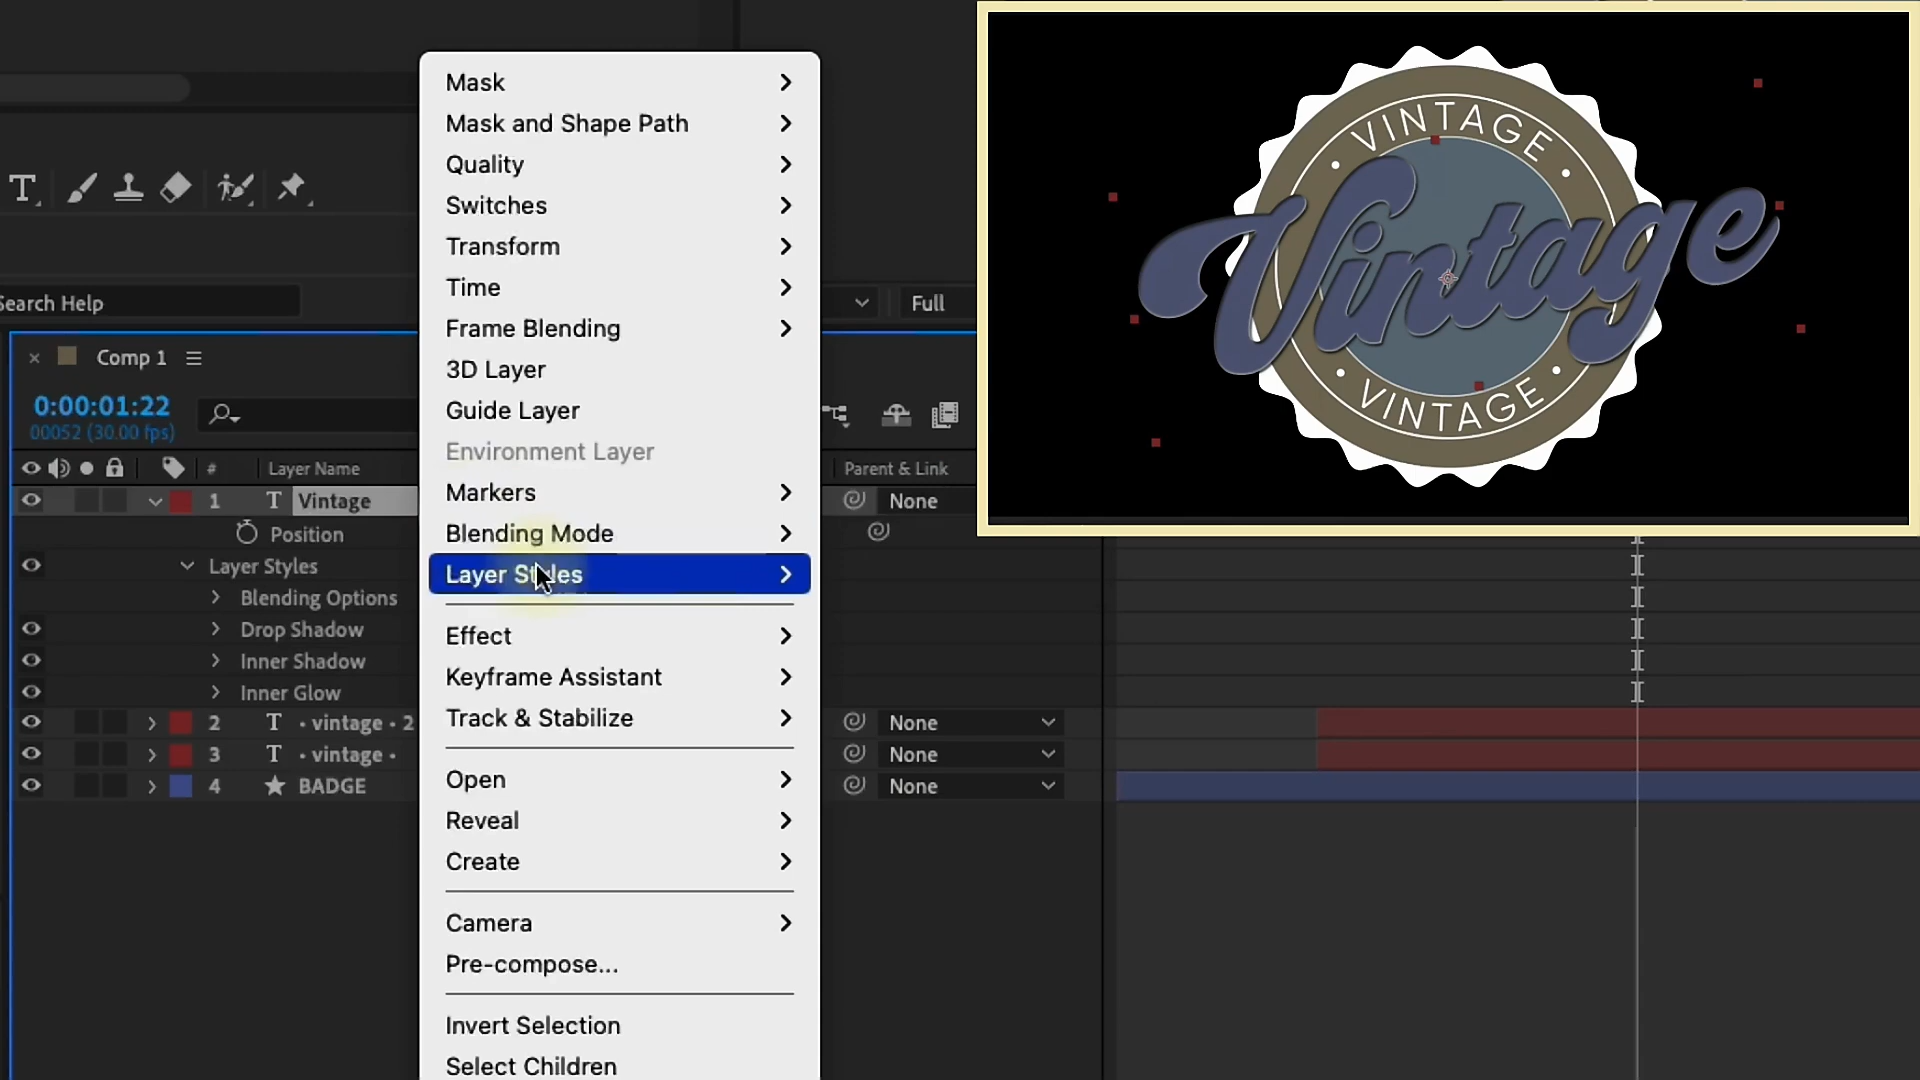 Mask
Mask and Shape Path
Quality
Switches
Transform
Time
Frame Blending
3D Layer
Guide Layer
Environment Layer
Markers
Blending Mode
Layer Styles
Effect
Keyframe Assistant
Track & Stabilize
Open
Reveal
Create
Camera
Pre-compose...
Invert Selection
Select Children
Search Help
Full
Comp 1
0:00:01:22
00052 (30.00 fps)
# Layer Name
Parent & Link
1 T Vintage
None
Position
Layer Styles
Blending Options
Drop Shadow
Inner Shadow
Inner Glow
2 T • vintage • 2
None
3 T • vintage •
None
4 BADGE
None
• VINTAGE •
Vintage
• VINTAGE •